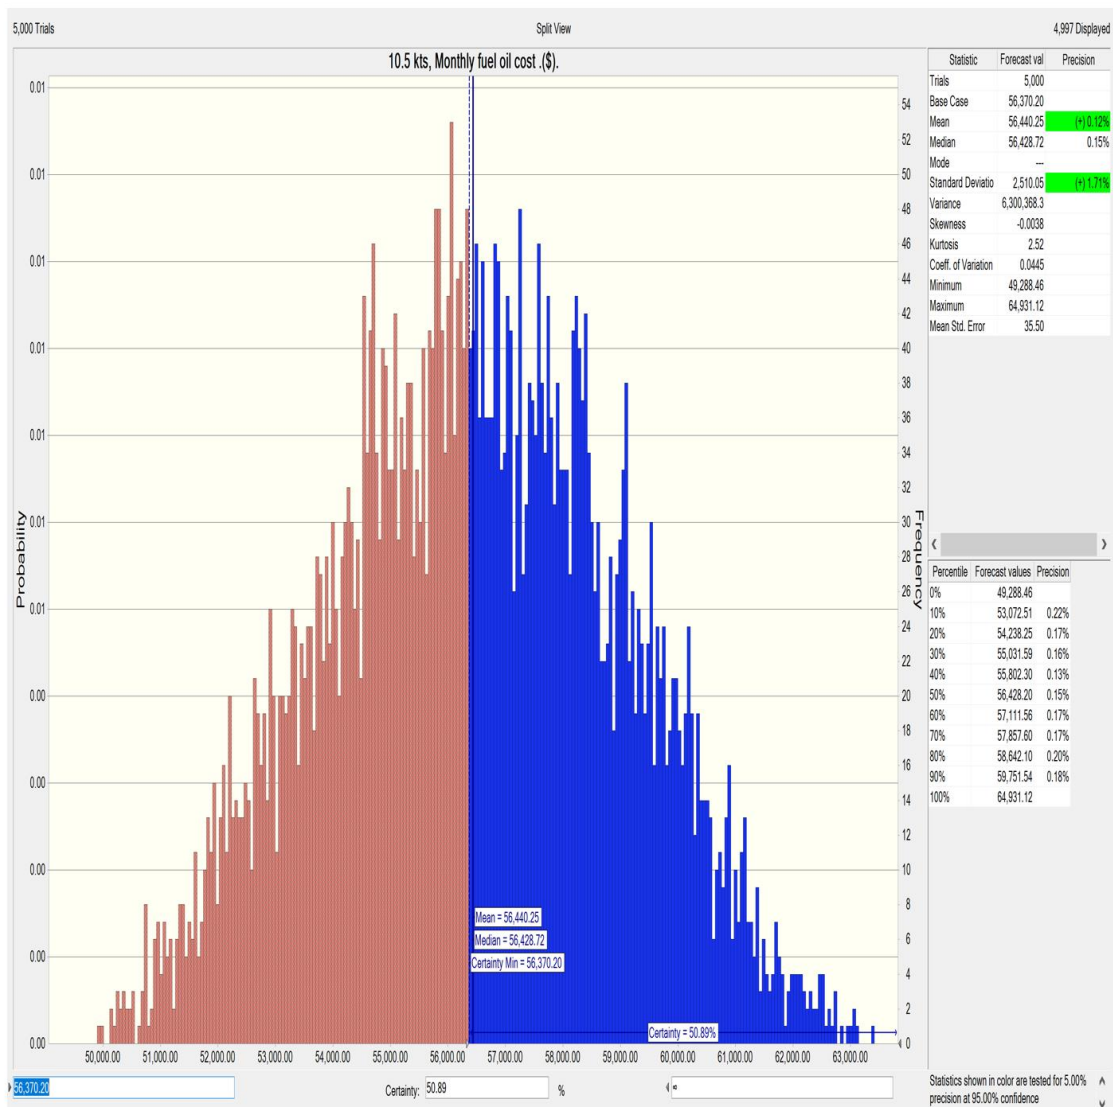 5,000 Trials Split View 4,997 Displayed
10.5 kts, Monthly fuel oil cost .($).
Probability
0.01
0.01
0.01
0.01
0.01
0.01
0.01
0.00
0.00
0.00
0.00
0.00
54
52
50
48
46
44
42
40
38
36
34
32
30
28
26
24
22
20
18
16
14
12
10
8
6
4
2
0
Frequency
Mean = 56,440.25
Median = 56,428.72
Certainty Min = 56,370.20
Certainty = 50.89%
50,000.00 51,000.00 52,000.00 53,000.00 54,000.00 55,000.00 56,000.00 57,000.00 58,000.00 59,000.00 60,000.00 61,000.00 62,000.00 63,000.00
56,370.20 Certainty: 50.89 % ∞
Statistic Forecast val Precision
Trials 5,000
Base Case 56,370.20
Mean 56,440.25 (+) 0.12%
Median 56,428.72 0.15%
Mode ---
Standard Deviatio 2,510.05 (+) 1.71%
Variance 6,300,368.3
Skewness -0.0038
Kurtosis 2.52
Coeff. of Variation 0.0445
Minimum 49,288.46
Maximum 64,931.12
Mean Std. Error 35.50
Percentile Forecast values Precision
0% 49,288.46
10% 53,072.51 0.22%
20% 54,238.25 0.17%
30% 55,031.59 0.16%
40% 55,802.30 0.13%
50% 56,428.20 0.15%
60% 57,111.56 0.17%
70% 57,857.60 0.17%
80% 58,642.10 0.20%
90% 59,751.54 0.18%
100% 64,931.12
Statistics shown in color are tested for 5.00%
precision at 95.00% confidence